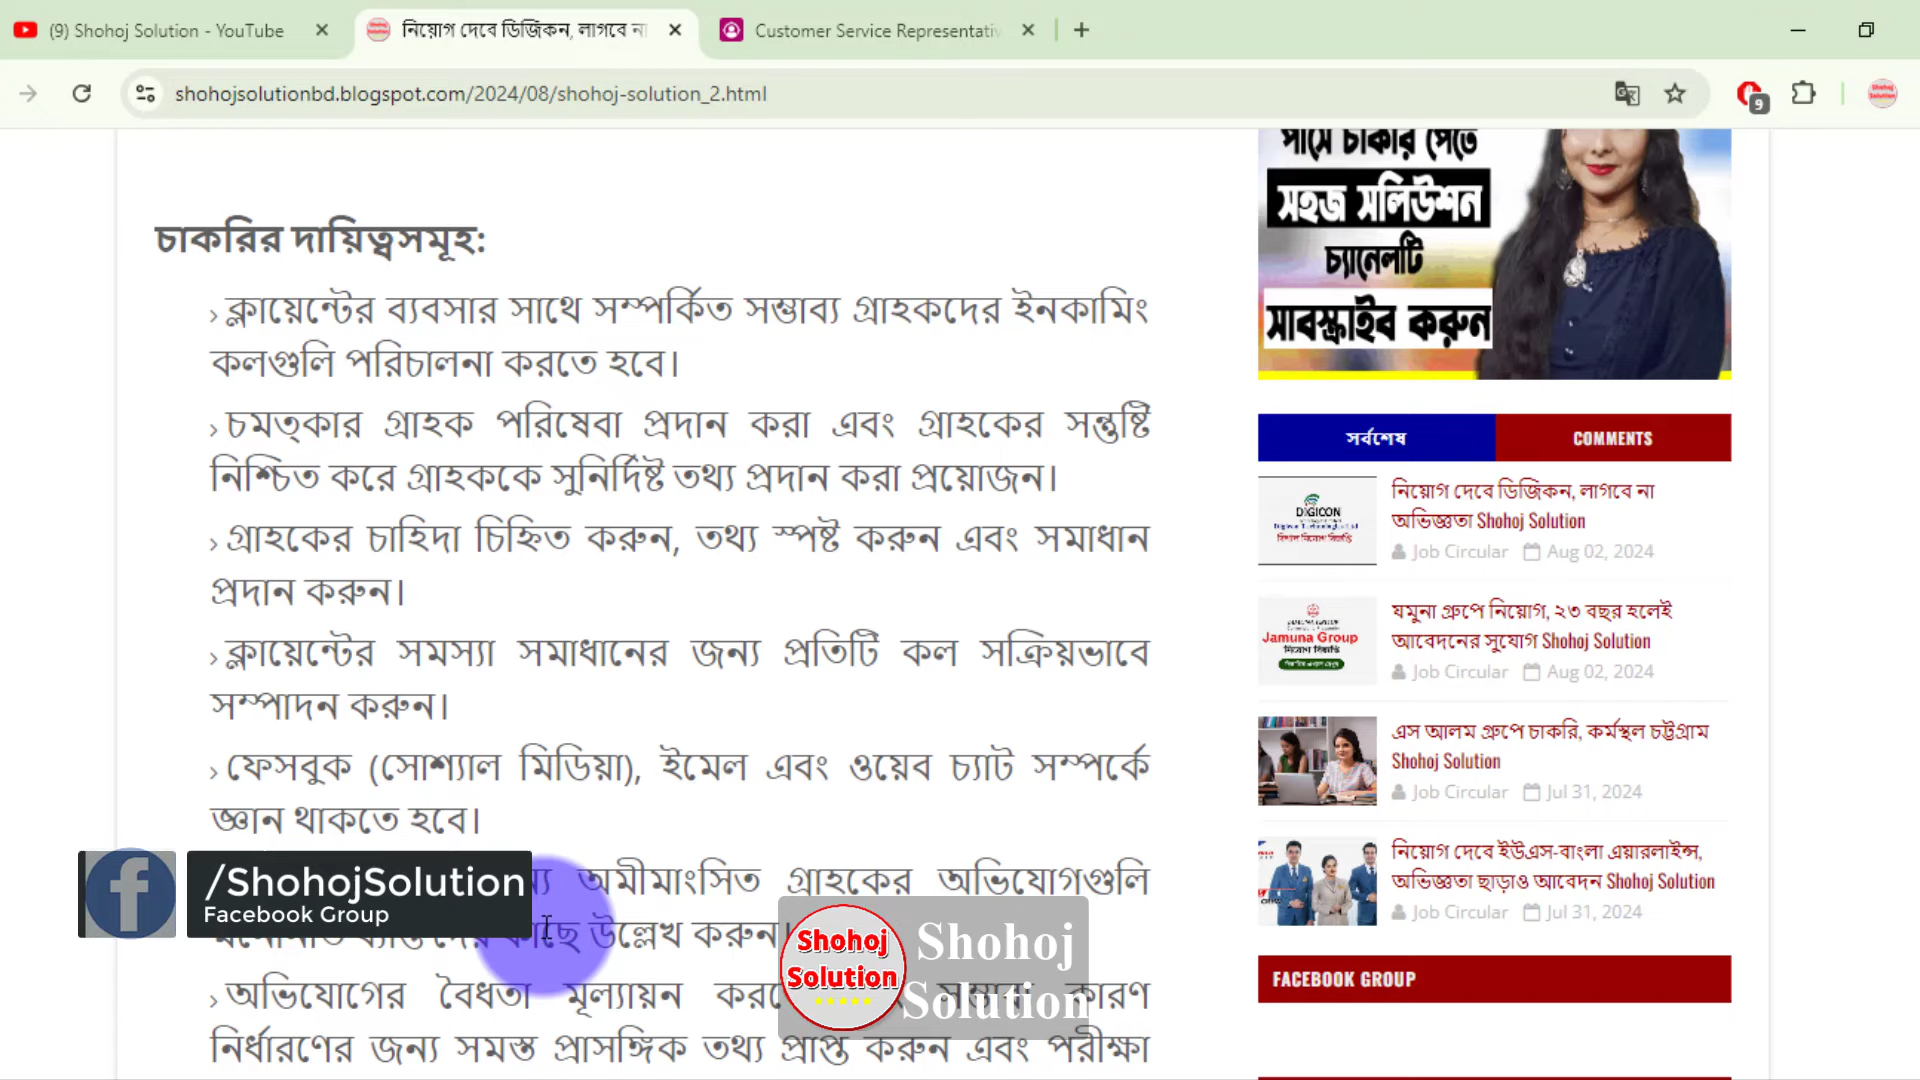 (9) Shohoj Solution - YouTube
নিয়োগ দেবে ডিজিকন, লাগবে না
Customer Service Representativ
shohojsolutionbd.blogspot.com/2024/08/shohoj-solution_2.html
9
চাকরির দায়িত্বসমূহ:
› ক্লায়েন্টের ব্যবসার সাথে সম্পর্কিত সম্ভাব্য গ্রাহকদের ইনকামিং
কলগুলি পরিচালনা করতে হবে।
› চমত্কার গ্রাহক পরিষেবা প্রদান করা এবং গ্রাহকের সন্তুষ্টি
নিশ্চিত করে গ্রাহককে সুনির্দিষ্ট তথ্য প্রদান করা প্রয়োজন।
› গ্রাহকের চাহিদা চিহ্নিত করুন, তথ্য স্পষ্ট করুন এবং সমাধান
প্রদান করুন।
› ক্লায়েন্টের সমস্যা সমাধানের জন্য প্রতিটি কল সক্রিয়ভাবে
সম্পাদন করুন।
› ফেসবুক (সোশ্যাল মিডিয়া), ইমেল এবং ওয়েব চ্যাট সম্পর্কে
জ্ঞান থাকতে হবে।
অমীমাংসিত গ্রাহকের অভিযোগগুলি
কাছে উল্লেখ করুন।
› অভিযোগের বৈধতা মূল্যায়ন কারণ
নির্ধারণের জন্য সমস্ত প্রাসঙ্গিক তথ্য প্রাপ্ত করুন এবং পরীক্ষা
/ShohojSolution
Facebook Group
Shohoj
Solution
Shohoj
Solution
পাসে চাকরি পেতে
সহজ সলিউশন
চ্যানেলটি
সাবস্ক্রাইব করুন
সর্বশেষ
COMMENTS
DIGICON
নিয়োগ দেবে ডিজিকন, লাগবে না
অভিজ্ঞতা Shohoj Solution
Job Circular Aug 02, 2024
Jamuna Group
নিয়োগ বিজ্ঞপ্তি
যমুনা গ্রুপে নিয়োগ, ২৩ বছর হলেই
আবেদনের সুযোগ Shohoj Solution
Job Circular Aug 02, 2024
এস আলম গ্রুপে চাকরি, কর্মস্থল চট্টগ্রাম
Shohoj Solution
Job Circular Jul 31, 2024
নিয়োগ দেবে ইউএস-বাংলা এয়ারলাইন্স,
অভিজ্ঞতা ছাড়াও আবেদন Shohoj Solution
Job Circular Jul 31, 2024
FACEBOOK GROUP